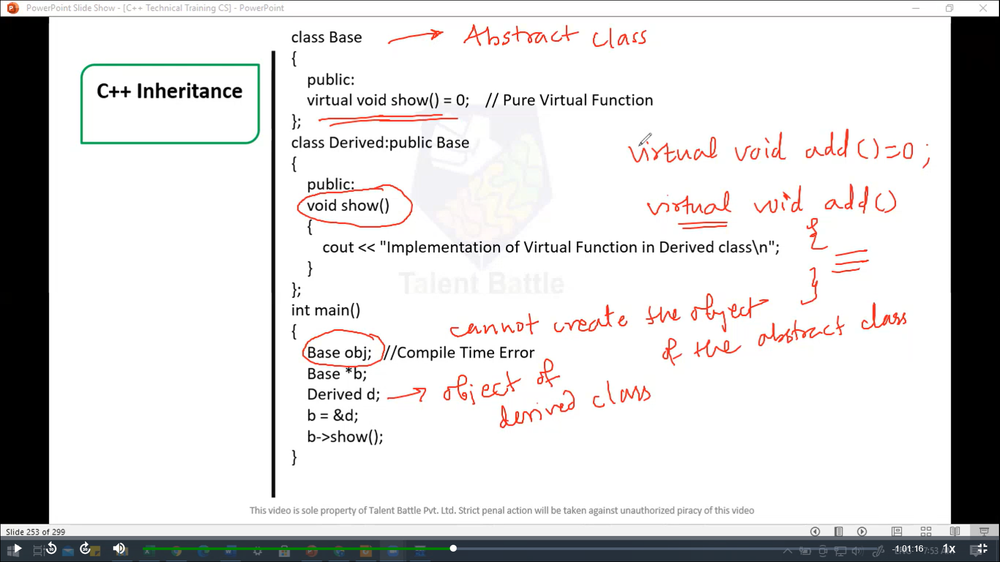 PowerPoint Slide Show - [C++ Technical Training CS] - PowerPoint
C++ Inheritance
class Base
Abstract class
{
public:
virtual void show() = 0; // Pure Virtual Function
};
class Derived:public Base
virtual void add()=0;
{
public:
void show()
virtual void add()
{
{
cout << "Implementation of Virtual Function in Derived class\n";
}
}
Talent Battle
};
int main()
cannot create the object
of the abstract class
{
Base obj; //Compile Time Error
Base *b;
Derived d;
object of
derived class
b = &d;
b->show();
}
This video is sole property of Talent Battle Pvt. Ltd. Strict penal action will be taken against unauthorized piracy of this video
Slide 253 of 299
10
30
-1:01:16
1x
7:53 AM